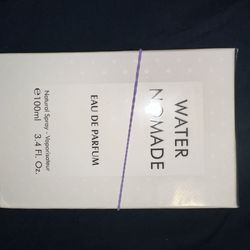 WATER
NOMADE
EAU DE PARFUM
Natural Spray - Vaporisateur
℮100ml 3.4 fl. Oz.